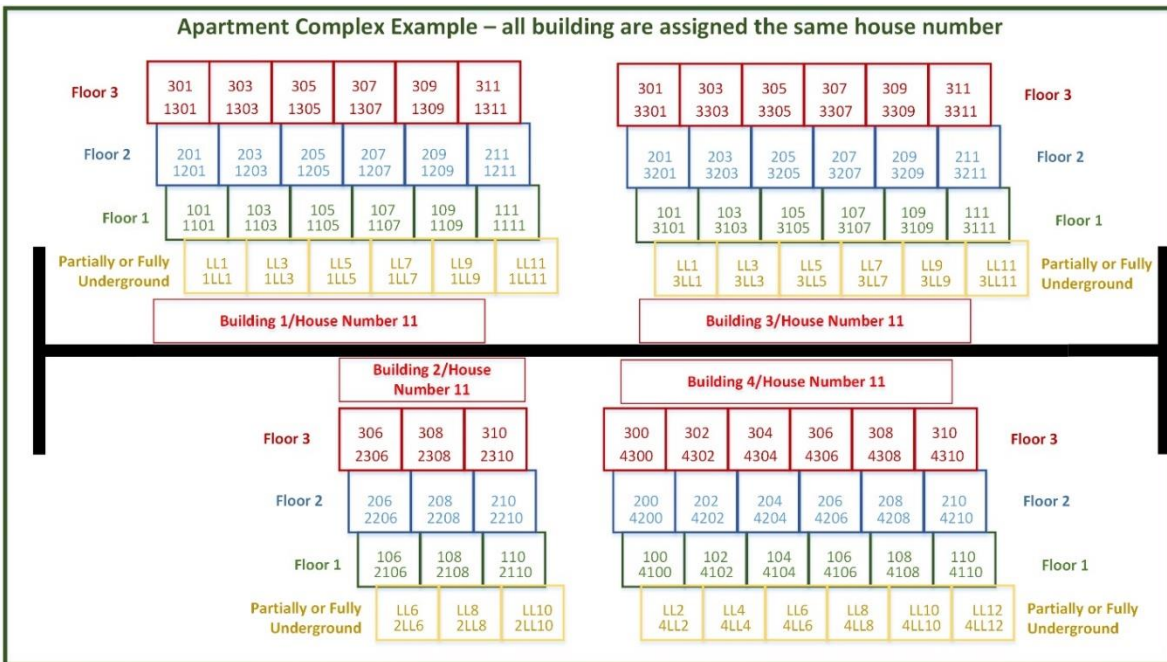 Apartment Complex Example – all building are assigned the same house number
Floor 3
301 303 305 307 309 311
1301 1303 1305 1307 1309 1311
Floor 2
201 203 205 207 209 211
1201 1203 1205 1207 1209 1211
Floor 1
101 103 105 107 109 111
1101 1103 1105 1107 1109 1111
Partially or Fully
Underground
LL1 LL3 LL5 LL7 LL9 LL11
1LL1 1LL3 1LL5 1LL7 1LL9 1LL11
Building 1/House Number 11
301 303 305 307 309 311
3301 3303 3305 3307 3309 3311
Floor 3
201 203 205 207 209 211
3201 3203 3205 3207 3209 3211
Floor 2
101 103 105 107 109 111
3101 3103 3105 3107 3109 3111
Floor 1
LL1 LL3 LL5 LL7 LL9 LL11
3LL1 3LL3 3LL5 3LL7 3LL9 3LL11
Partially or Fully
Underground
Building 3/House Number 11
Building 2/House
Number 11
Floor 3
306 308 310
2306 2308 2310
Floor 2
206 208 210
2206 2208 2210
Floor 1
106 108 110
2106 2108 2110
Partially or Fully
Underground
LL6 LL8 LL10
2LL6 2LL8 2LL10
Building 4/House Number 11
300 302 304 306 308 310
4300 4302 4304 4306 4308 4310
Floor 3
200 202 204 206 208 210
4200 4202 4204 4206 4208 4210
Floor 2
100 102 104 106 108 110
4100 4102 4104 4106 4108 4110
Floor 1
LL2 LL4 LL6 LL8 LL10 LL12
4LL2 4LL4 4LL6 4LL8 4LL10 4LL12
Partially or Fully
Underground